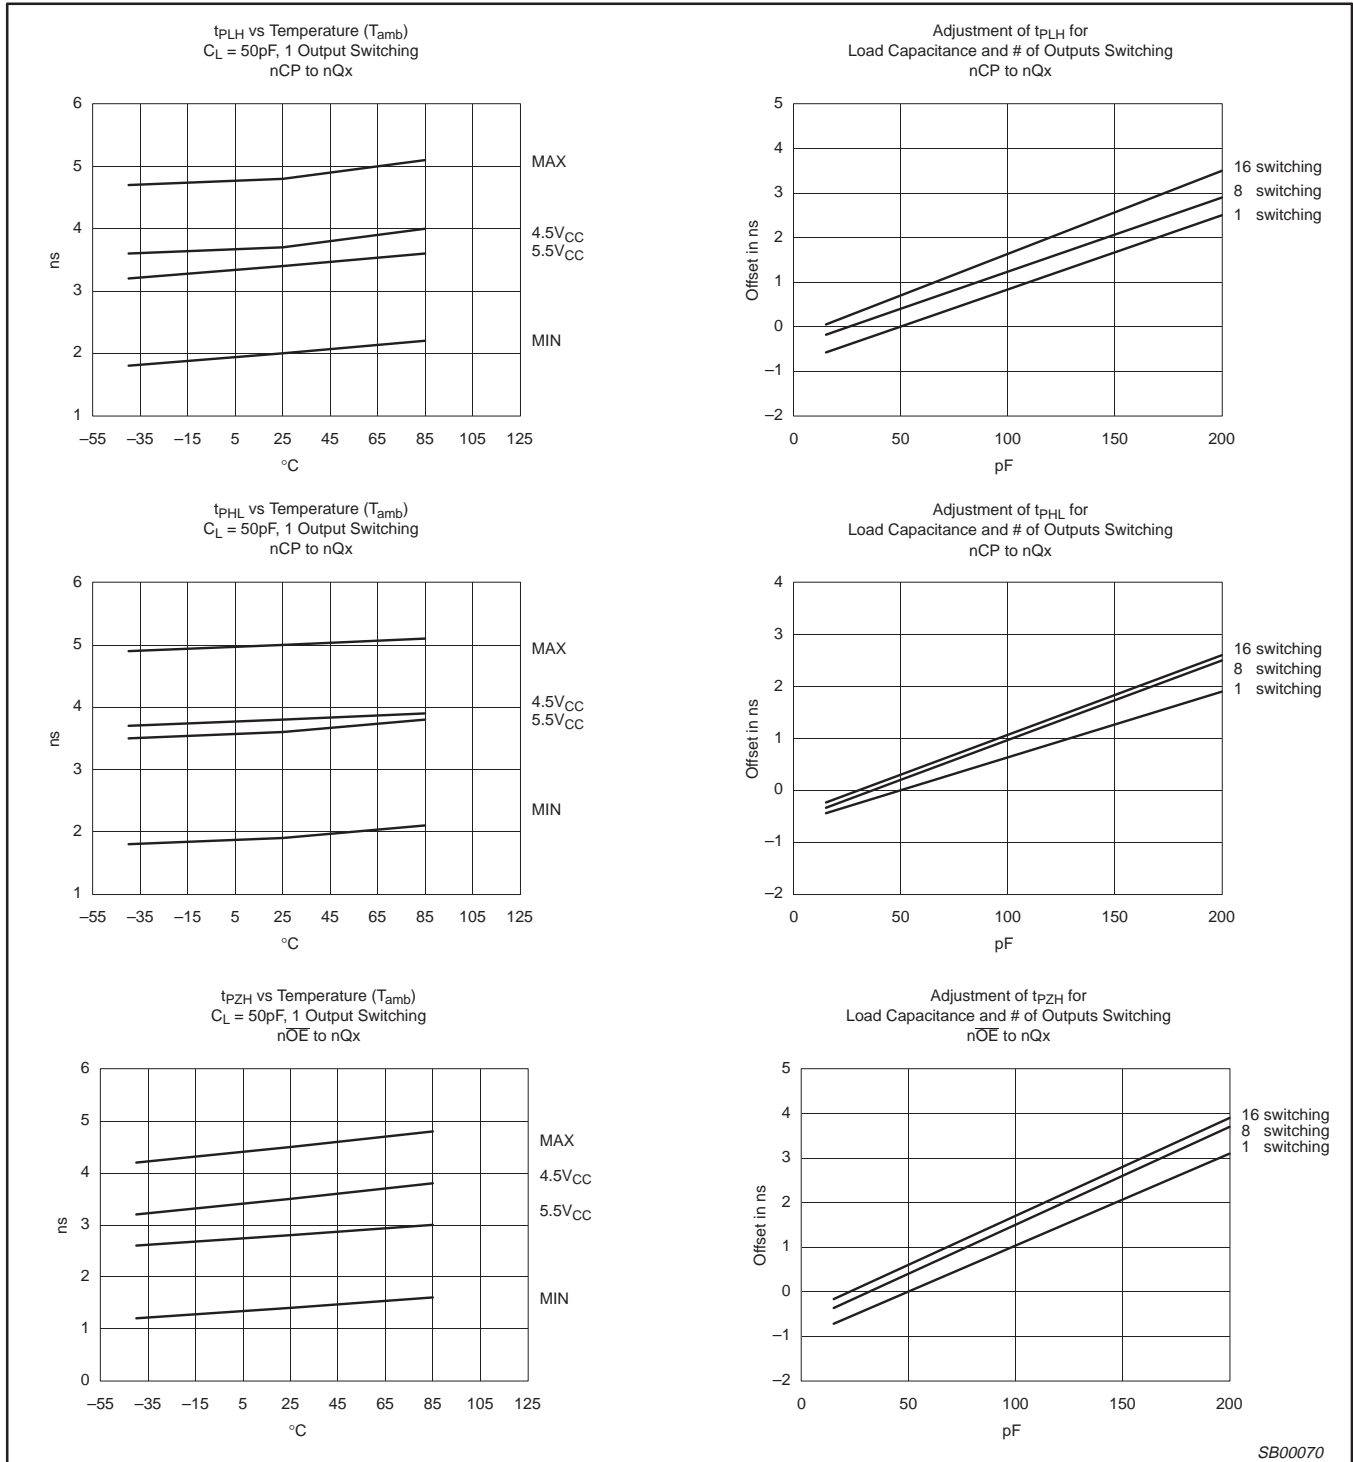 tPLH vs Temperature (Tamb)
CL = 50pF, 1 Output Switching
nCP to nQx
6
5
4
3
2
1
ns
–55 –35 –15 5 25 45 65 85 105 125
°C
MAX
4.5VCC
5.5VCC
MIN
Adjustment of tPLH for
Load Capacitance and # of Outputs Switching
nCP to nQx
5
4
3
2
1
0
–1
–2
Offset in ns
0 50 100 150 200
pF
16 switching
8 switching
1 switching
tPHL vs Temperature (Tamb)
CL = 50pF, 1 Output Switching
nCP to nQx
6
5
4
3
2
1
ns
–55 –35 –15 5 25 45 65 85 105 125
°C
MAX
4.5VCC
5.5VCC
MIN
Adjustment of tPHL for
Load Capacitance and # of Outputs Switching
nCP to nQx
4
3
2
1
0
–1
–2
Offset in ns
0 50 100 150 200
pF
16 switching
8 switching
1 switching
tPZH vs Temperature (Tamb)
CL = 50pF, 1 Output Switching
nOE to nQx
6
5
4
3
2
1
0
ns
–55 –35 –15 5 25 45 65 85 105 125
°C
MAX
4.5VCC
5.5VCC
MIN
Adjustment of tPZH for
Load Capacitance and # of Outputs Switching
nOE to nQx
5
4
3
2
1
0
–1
–2
Offset in ns
0 50 100 150 200
pF
16 switching
8 switching
1 switching
SB00070